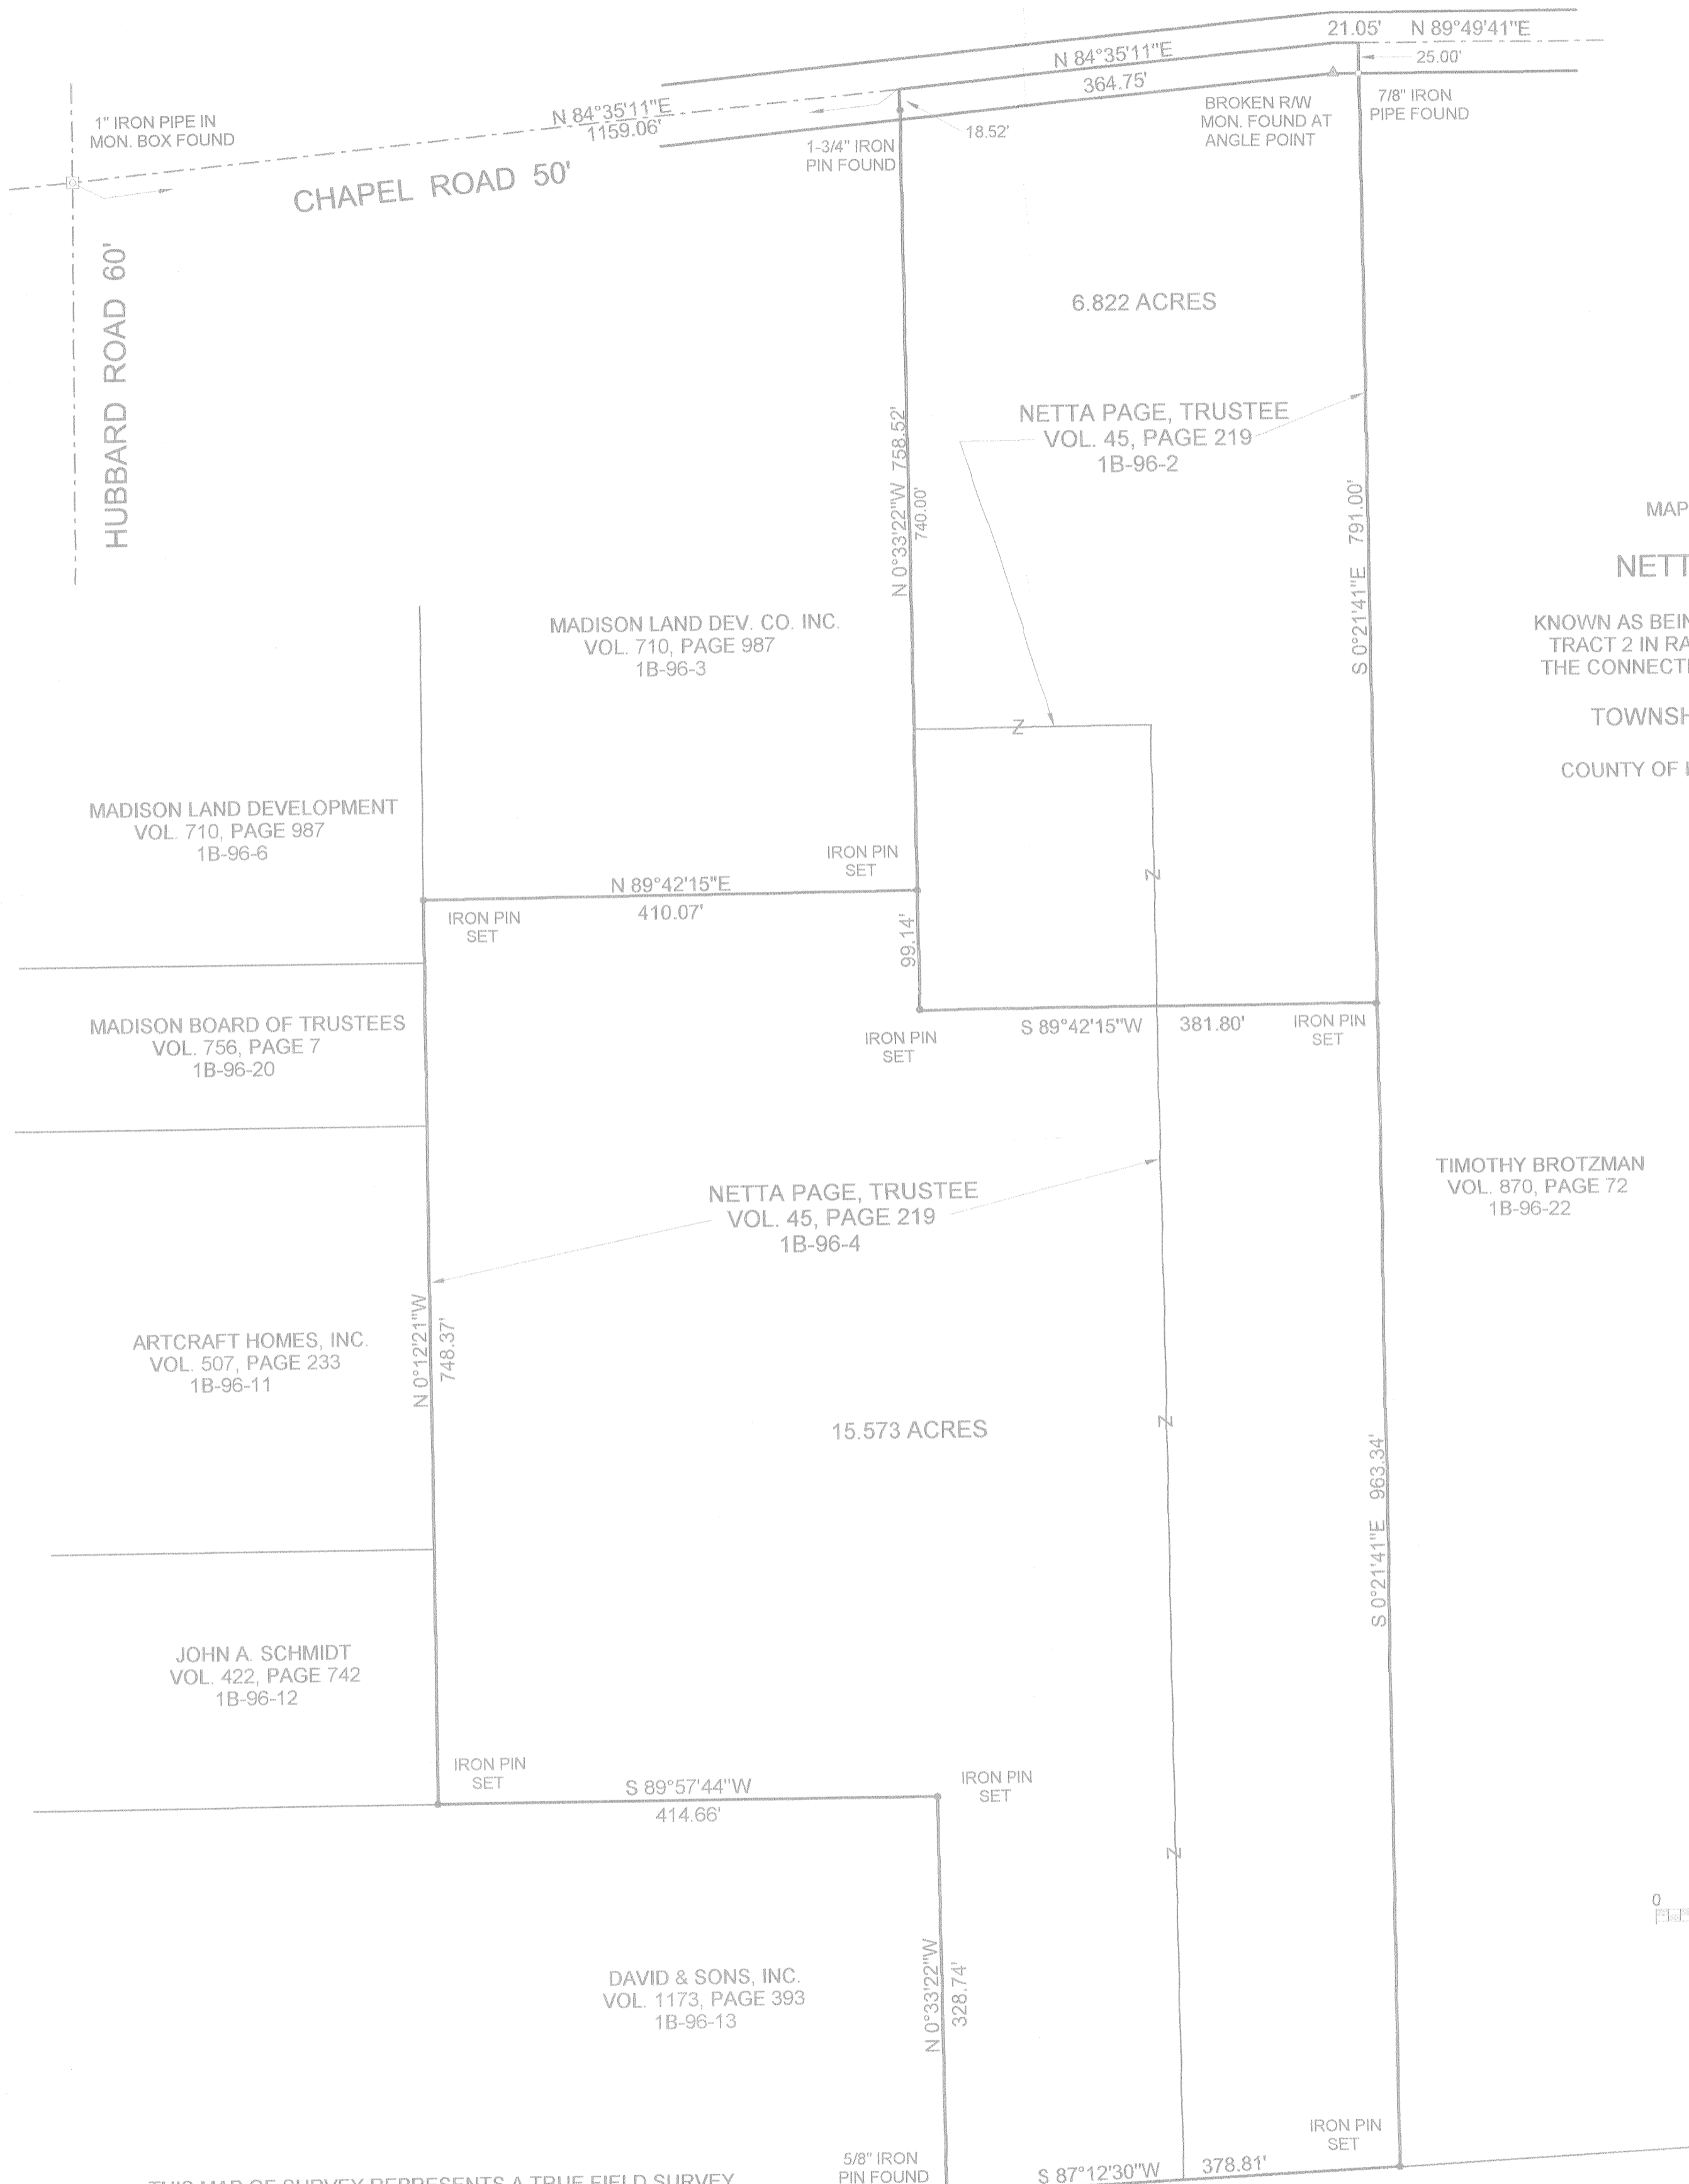 21.05' N 89°49'41"E
25.00'
N 84°35'11"E
364.75'
N 84°35'11"E
1159.06'
1" IRON PIPE IN
MON. BOX FOUND
CHAPEL ROAD 50'
HUBBARD ROAD 60'
1-3/4" IRON
PIN FOUND
18.52'
BROKEN R/W
MON. FOUND AT
ANGLE POINT
7/8" IRON
PIPE FOUND
6.822 ACRES
NETTA PAGE, TRUSTEE
VOL. 45, PAGE 219
1B-96-2
N 0°33'22"W 758.52'
740.00'
S 0°21'41"E 791.00'
MAP
NETT
KNOWN AS BEIN
TRACT 2 IN RA
THE CONNECTI
TOWNSH
COUNTY OF
MADISON LAND DEV. CO. INC.
VOL. 710, PAGE 987
1B-96-3
Z
MADISON LAND DEVELOPMENT
VOL. 710, PAGE 987
1B-96-6
IRON PIN
SET
Z
N 89°42'15"E
410.07'
IRON PIN
SET
99.14'
MADISON BOARD OF TRUSTEES
VOL. 756, PAGE 7
1B-96-20
IRON PIN
SET
S 89°42'15"W 381.80'
IRON PIN
SET
NETTA PAGE, TRUSTEE
VOL. 45, PAGE 219
1B-96-4
TIMOTHY BROTZMAN
VOL. 870, PAGE 72
1B-96-22
ARTCRAFT HOMES, INC.
VOL. 507, PAGE 233
1B-96-11
N 0°12'21"W
748.37'
15.573 ACRES
Z
S 0°21'41"E 963.34'
JOHN A. SCHMIDT
VOL. 422, PAGE 742
1B-96-12
IRON PIN
SET
S 89°57'44"W
414.66'
IRON PIN
SET
Z
0
DAVID & SONS, INC.
VOL. 1173, PAGE 393
1B-96-13
N 0°33'22"W
328.74'
IRON PIN
SET
5/8" IRON
PIN FOUND
S 87°12'30"W 378.81'
THIS MAP OF SURVEY REPRESENTS A TRUE FIELD SURVEY